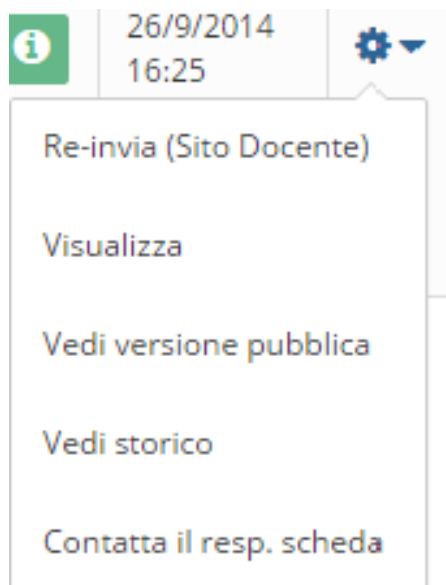 26/9/2014
16:25
Re-invia (Sito Docente)
Visualizza
Vedi versione pubblica
Vedi storico
Contatta il resp. scheda